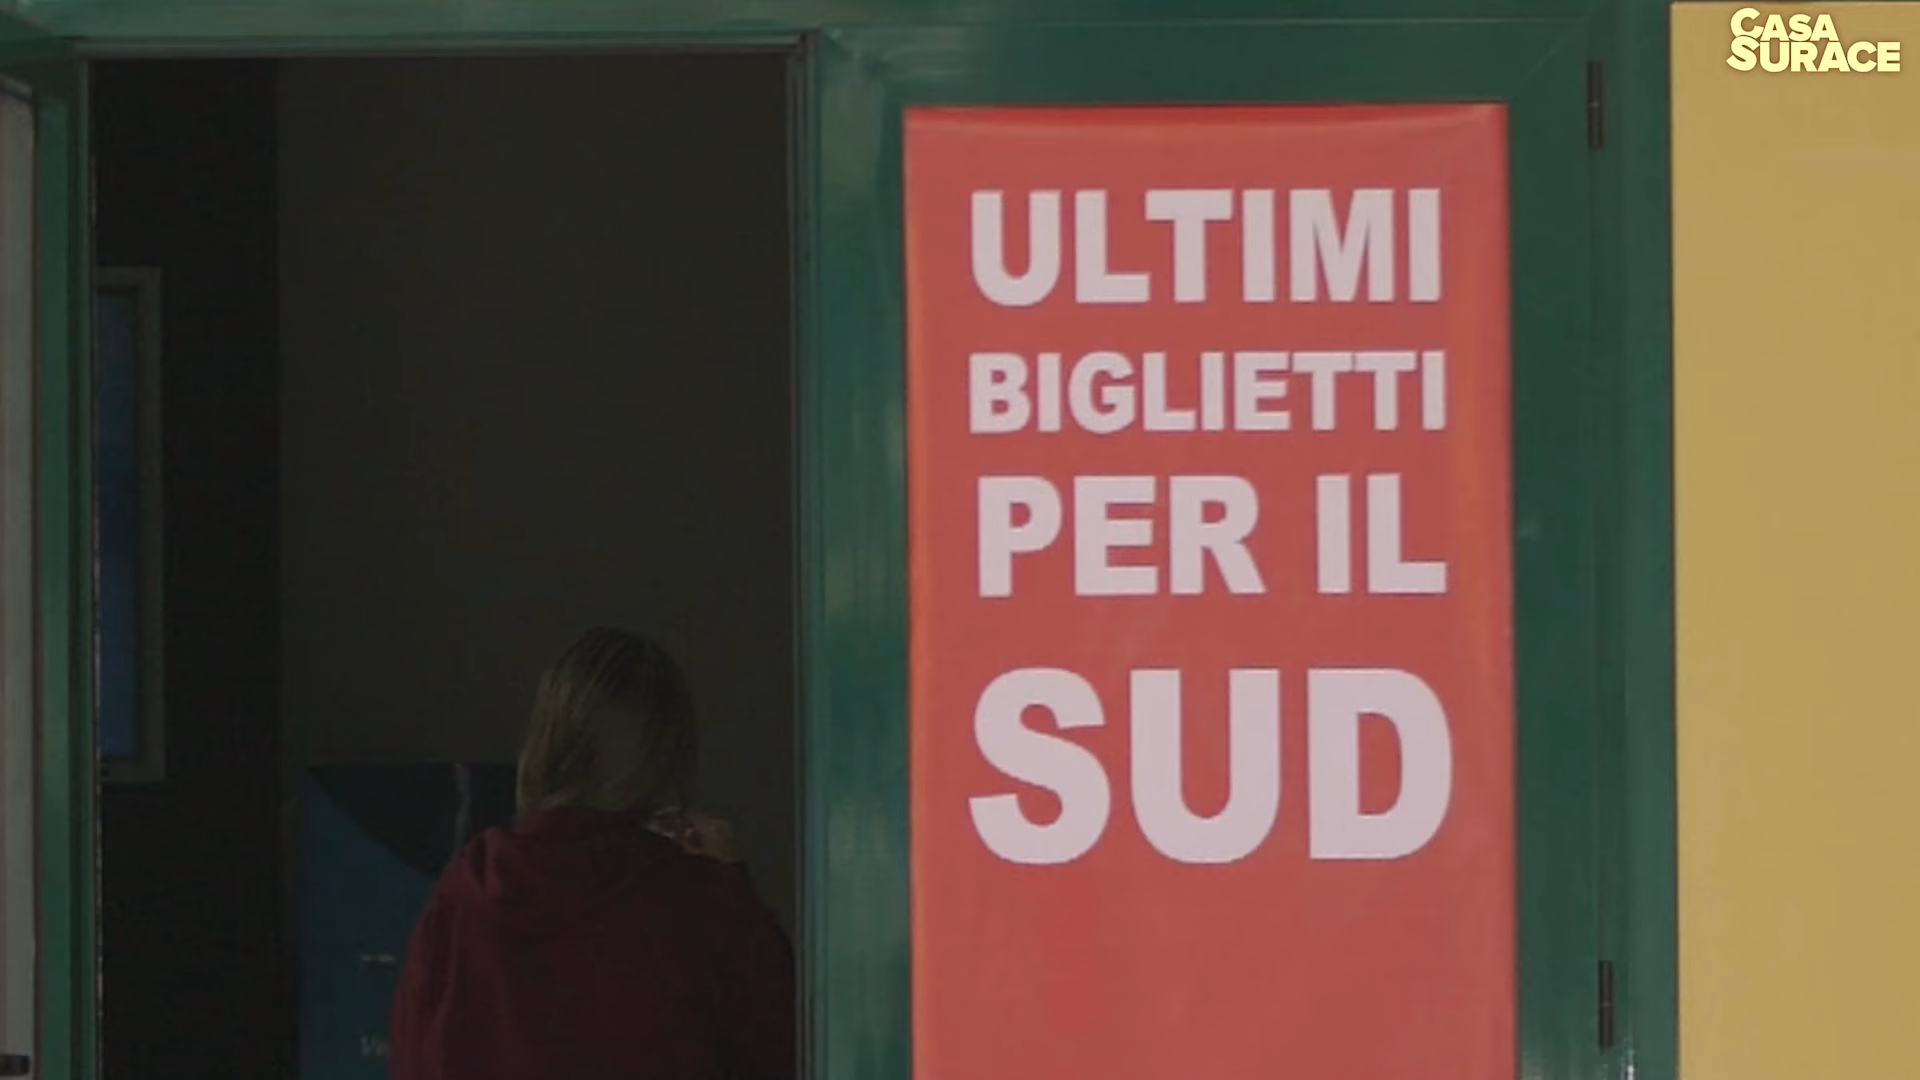 CASA
SURACE
ULTIMI
BIGLIETTI
PER IL
SUD